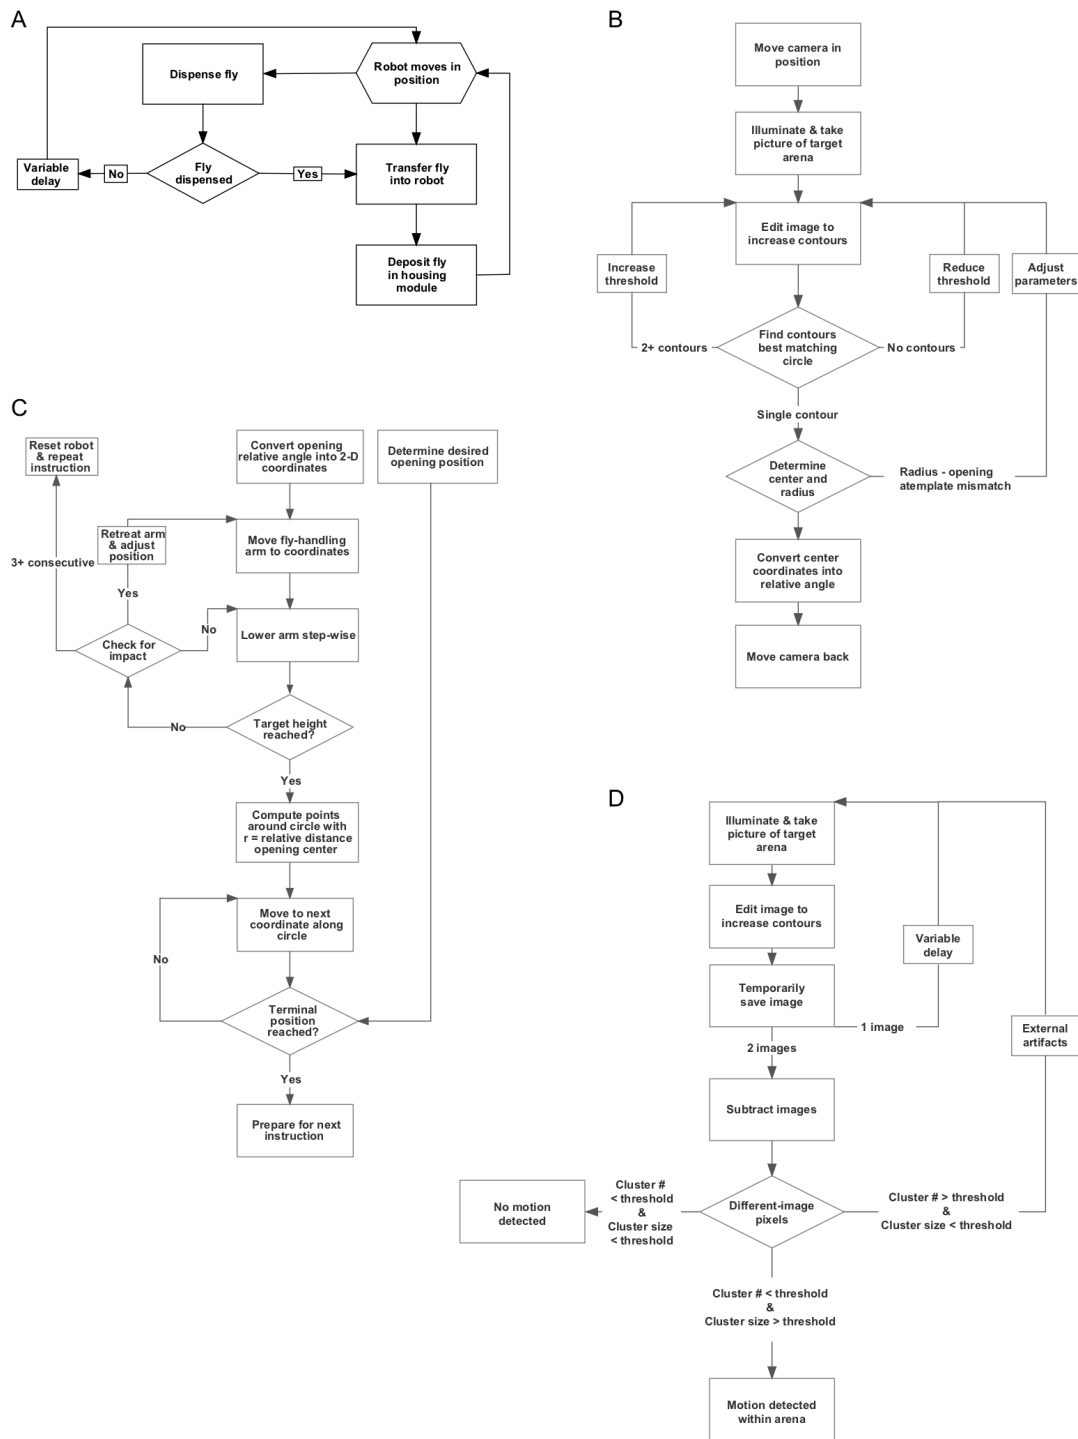 A
Robot moves in
position
Dispense fly
Fly
dispensed
No
Variable
delay
Yes
Transfer fly
into robot
Deposit fly
in housing
module
B
Move camera in
position
Illuminate & take
picture of target
arena
Edit image to
increase contours
Increase
threshold
Reduce
threshold
Adjust
parameters
2+ contours
Find contours
best matching
circle
No contours
Single contour
Determine
center and
radius
Radius - opening
atemplate mismatch
Convert center
coordinates into
relative angle
Move camera back
C
Reset robot
& repeat
instruction
Convert opening
relative angle into 2-D
coordinates
Determine desired
opening position
Retreat arm
& adjust
position
Move fly-handling
arm to coordinates
3+ consecutive
Yes
No
Check for
impact
Lower arm step-wise
No
Target height
reached?
Yes
Compute points
around circle with
r = relative distance
opening center
Move to next
coordinate along
circle
No
Terminal
position
reached?
Yes
Prepare for next
instruction
D
Illuminate & take
picture of target
arena
Edit image to
increase contours
Variable
delay
Temporarily
save image
1 image
External
artifacts
2 images
Subtract images
No motion
detected
Cluster #
< threshold
&
Cluster size
< threshold
Different-image
pixels
Cluster # > threshold
&
Cluster size < threshold
Cluster # < threshold
&
Cluster size > threshold
Motion detected
within arena